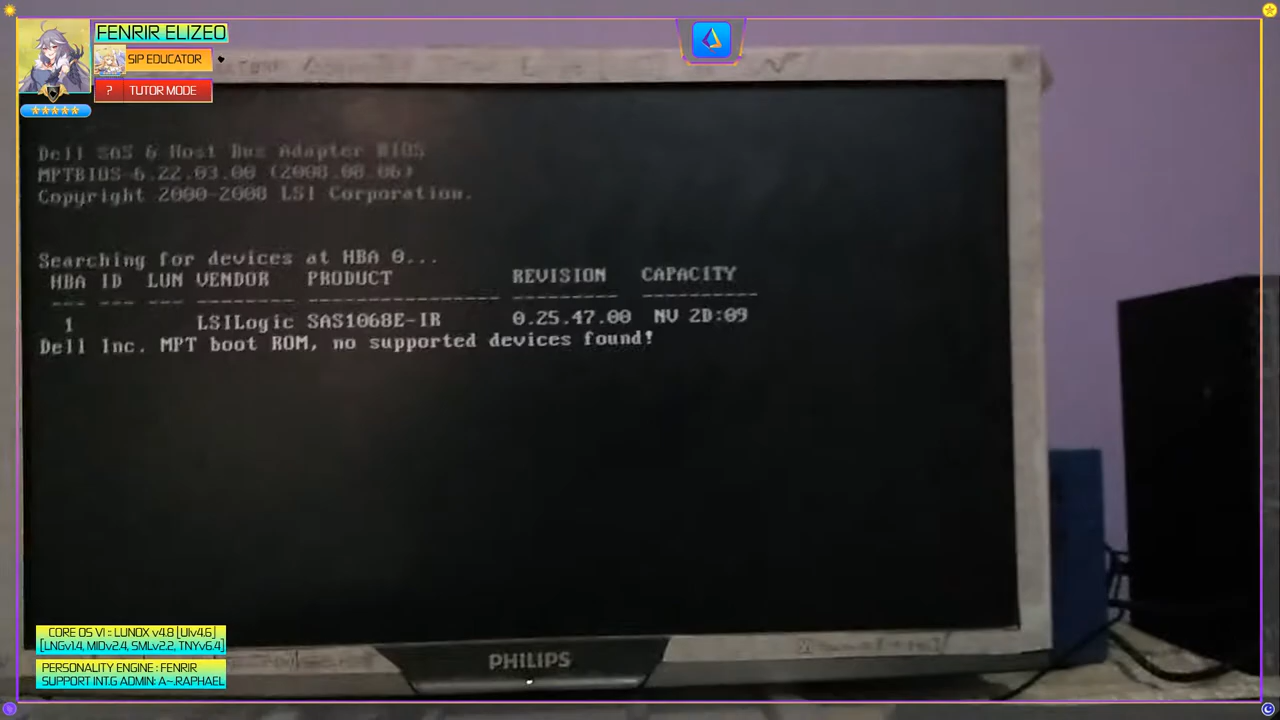 FENRIR ELIZEO
SIP EDUCATOR
? TUTOR MODE
Dell SAS 6 Host Bus Adapter BIOS
MPTBIOS-6.22.03.00 (2008.08.06)
Copyright 2000-2008 LSI Corporation.
Searching for devices at HBA 0...
HBA ID LUN VENDOR PRODUCT REVISION CAPACITY
--- --- --- -------- ---------------- --------- -----------
1 LSILogic SAS1068E-IR 0.25.47.00 NV 2D:09
Dell Inc. MPT boot ROM, no supported devices found!
PHILIPS
CORE OS VI :: LUNOX v4.8 [UIv4.6]
[LNGv1.4, MIDv2.4, SMLv2.2, TNYv6.4]
PERSONALITY ENGINE : FENRIR
SUPPORT INT.G ADMIN: A~.RAPHAEL